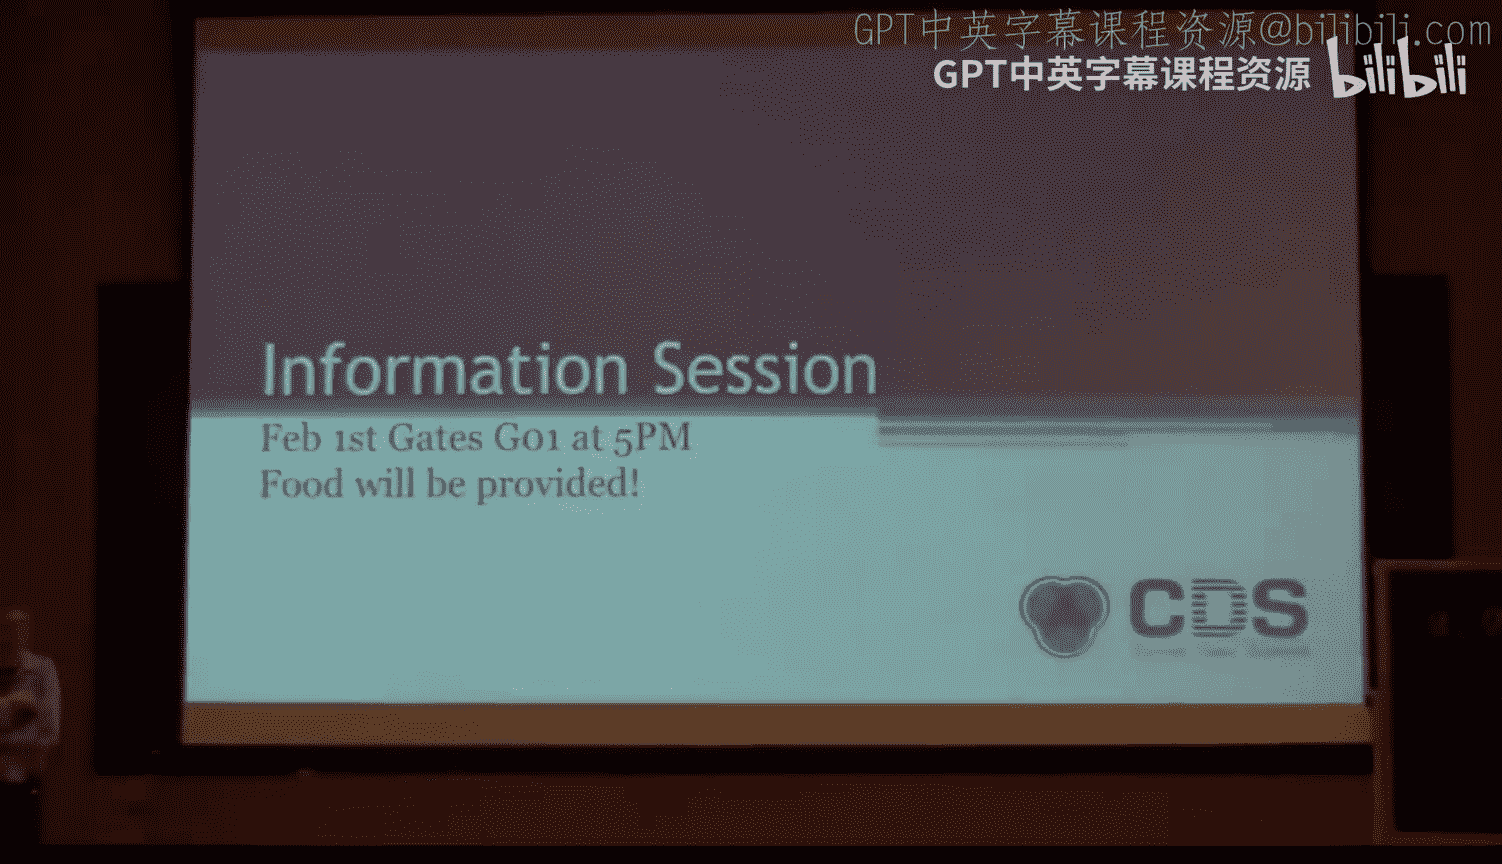 GPT中英字幕课程资源@bilibili.com
GPT中英字幕课程资源 bilibili
Information Session
Feb 1st Gates G01 at 5PM
Food will be provided!
CDS